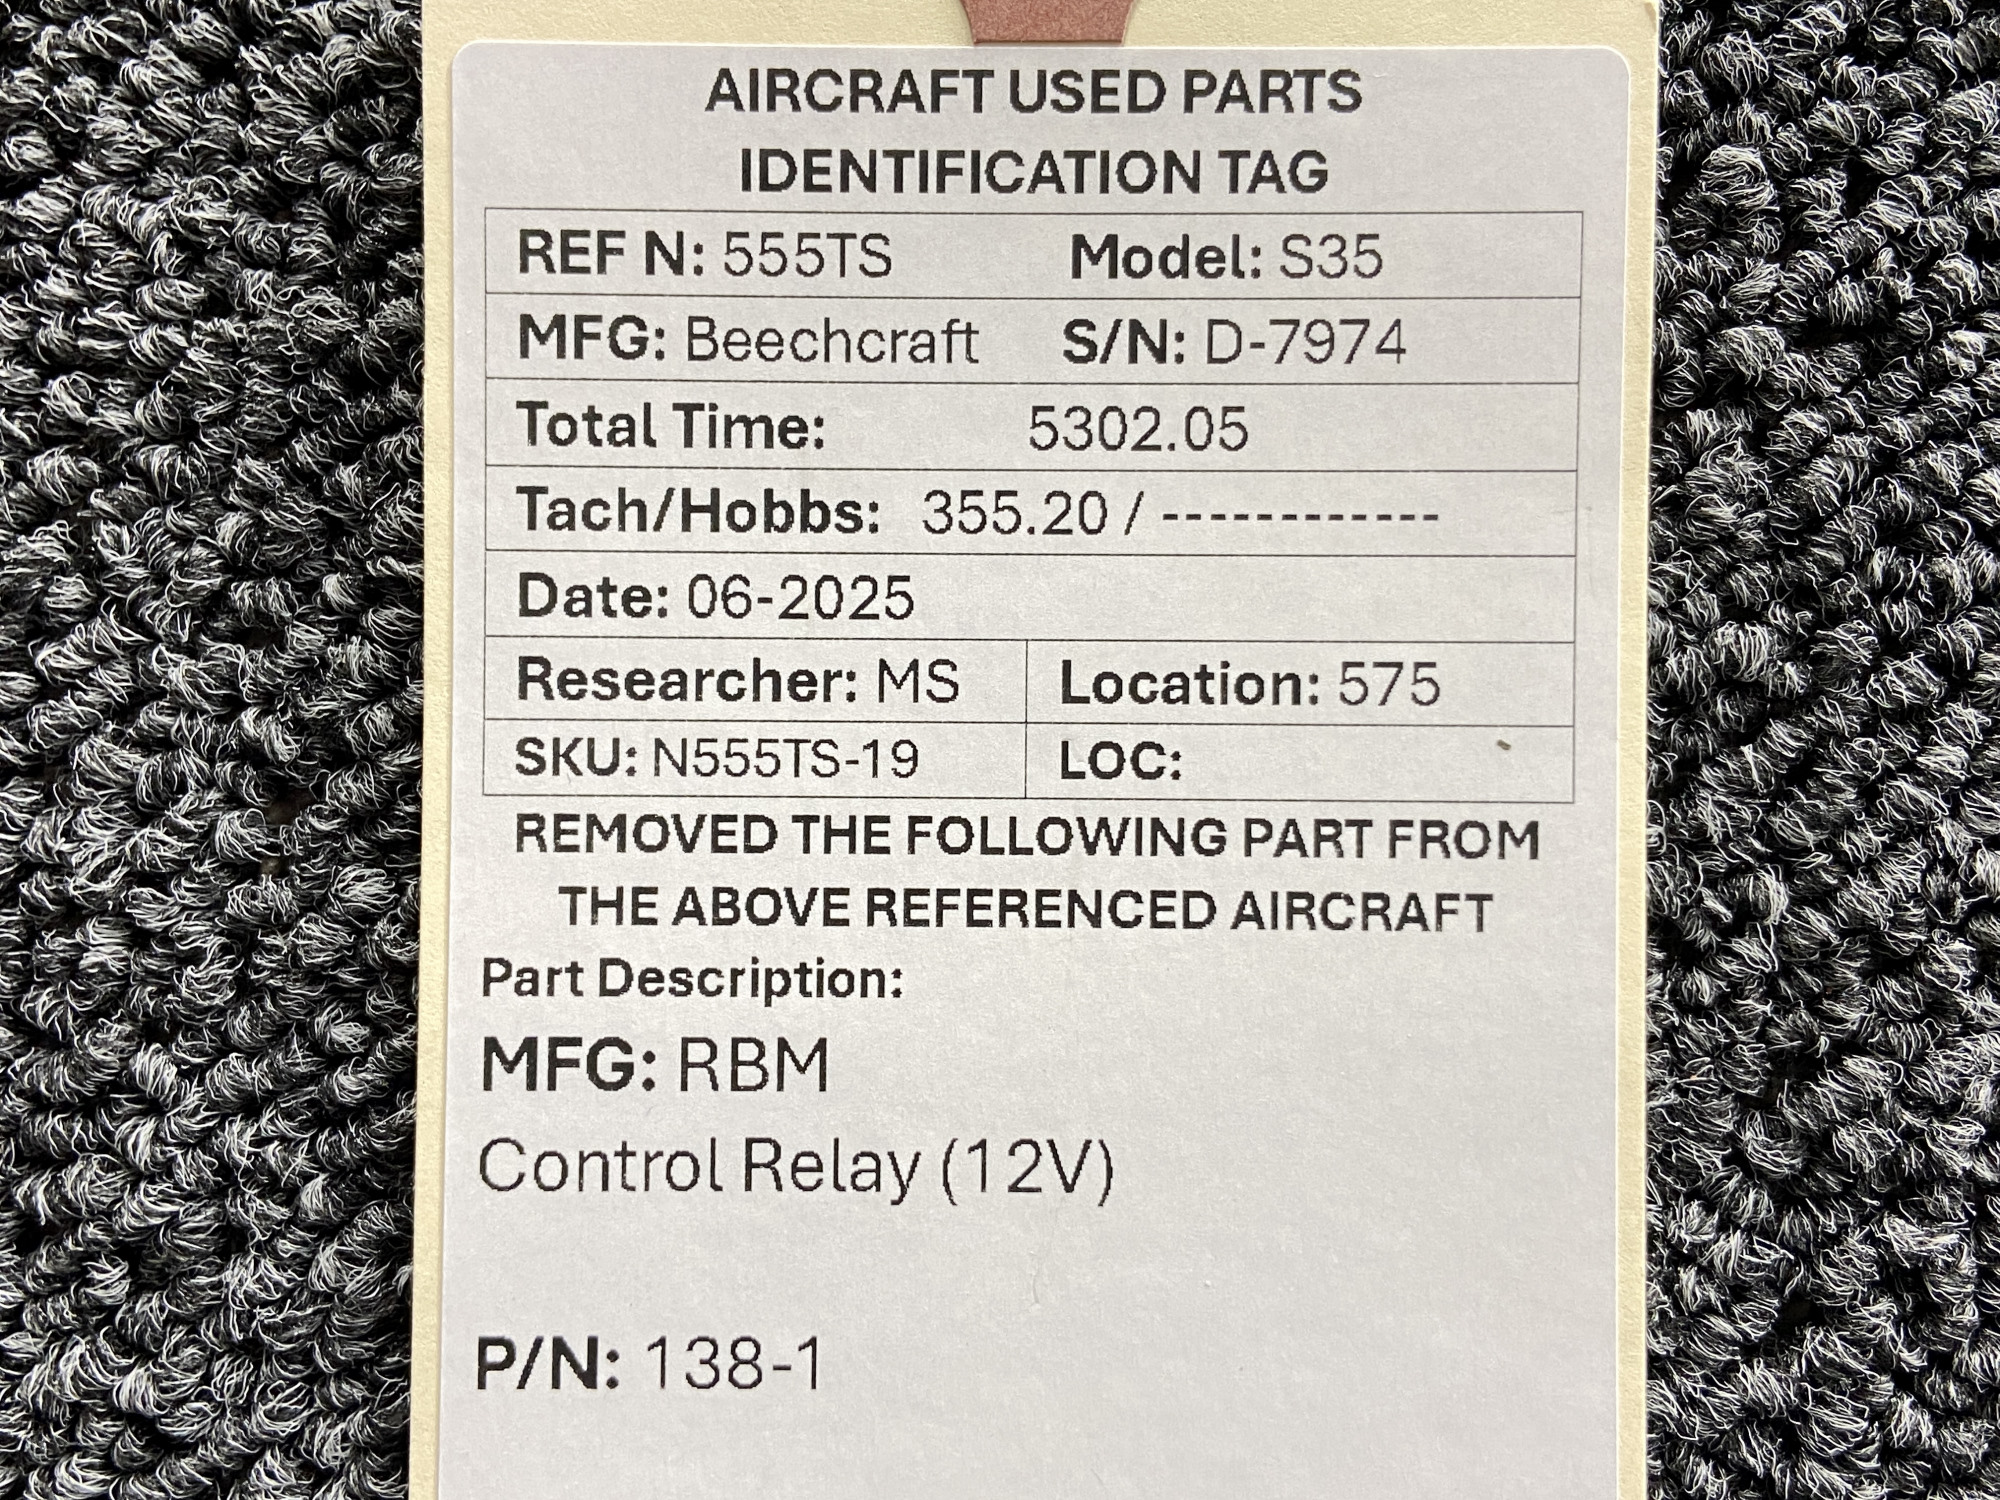 AIRCRAFT USED PARTS
IDENTIFICATION TAG
REF N: 555TS Model: S35
MFG: Beechcraft S/N: D-7974
Total Time: 5302.05
Tach/Hobbs: 355.20 / ------------
Date: 06-2025
Researcher: MS Location: 575
SKU: N555TS-19 LOC:
REMOVED THE FOLLOWING PART FROM
THE ABOVE REFERENCED AIRCRAFT
Part Description:
MFG: RBM
Control Relay (12V)
P/N: 138-1